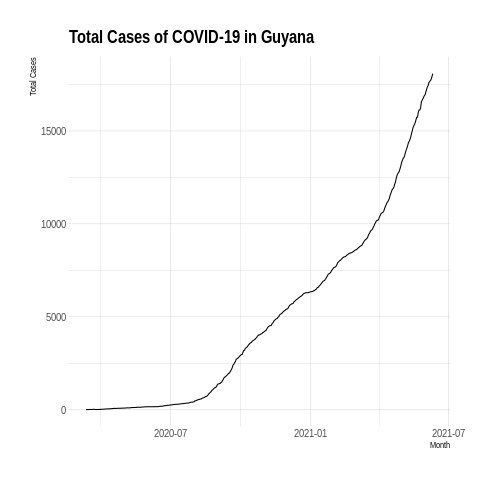 Total Cases of COVID-19 in Guyana
Total Cases
15000
10000
5000
0
2020-07
2021-01
2021-07
Month